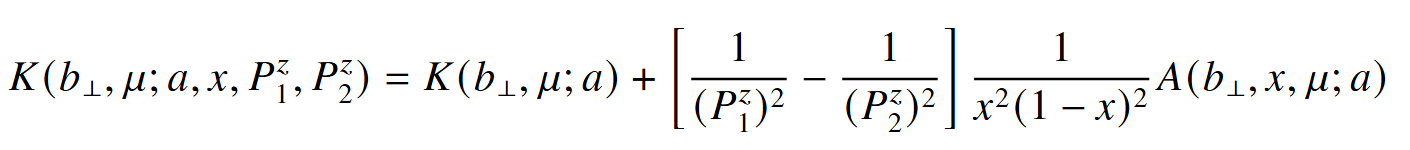 K(b_⊥, μ; a, x, P_1^z, P_2^z) = K(b_⊥, μ; a) + [ 1/(P_1^z)^2 − 1/(P_2^z)^2 ] 1/(x^2(1 − x)^2) A(b_⊥, x, μ; a)